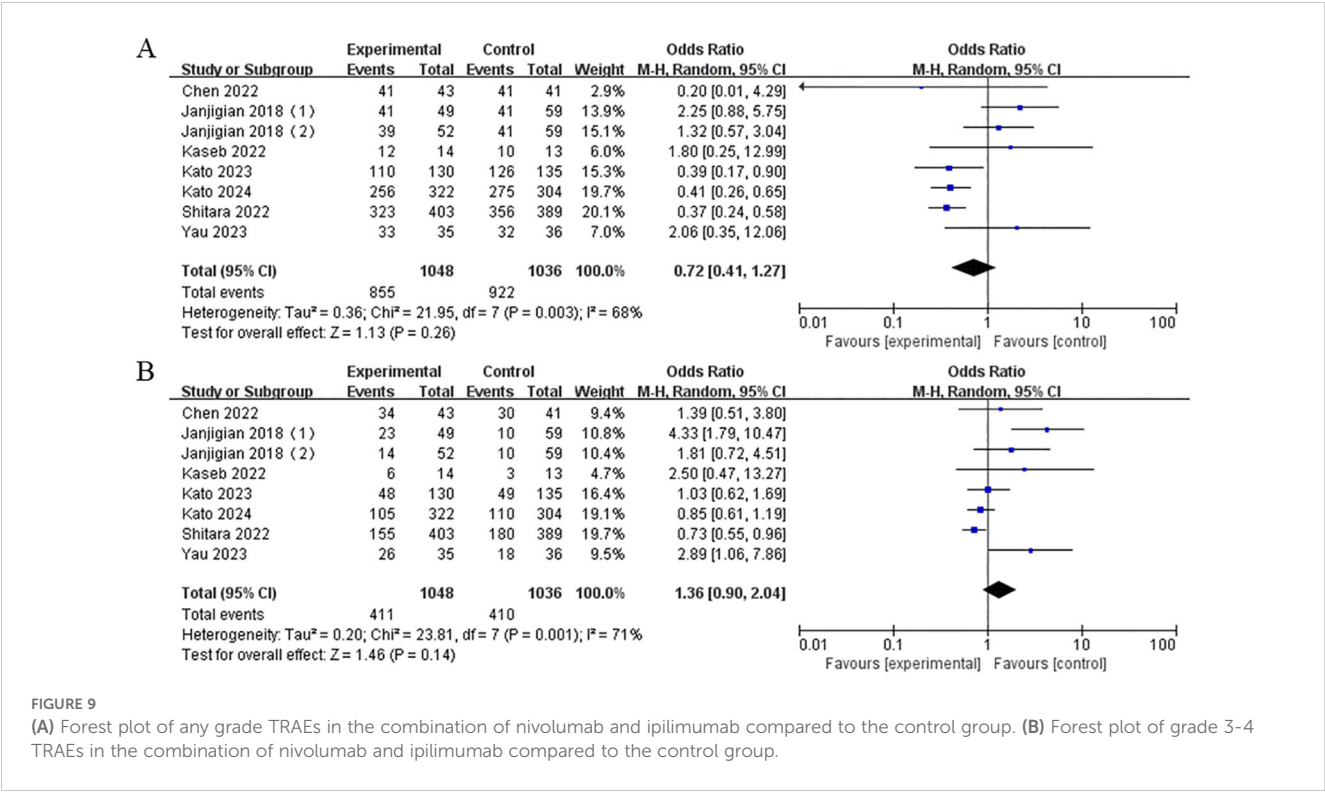 A
Experimental Control Odds Ratio Odds Ratio
Study or Subgroup Events Total Events Total Weight M-H, Random, 95% CI M-H, Random, 95% CI
Chen 2022 41 43 41 41 2.9% 0.20 [0.01, 4.29]
Janjigian 2018（1） 41 49 41 59 13.9% 2.25 [0.88, 5.75]
Janjigian 2018（2） 39 52 41 59 15.1% 1.32 [0.57, 3.04]
Kaseb 2022 12 14 10 13 6.0% 1.80 [0.25, 12.99]
Kato 2023 110 130 126 135 15.3% 0.39 [0.17, 0.90]
Kato 2024 256 322 275 304 19.7% 0.41 [0.26, 0.65]
Shitara 2022 323 403 356 389 20.1% 0.37 [0.24, 0.58]
Yau 2023 33 35 32 36 7.0% 2.06 [0.35, 12.06]
Total (95% CI) 1048 1036 100.0% 0.72 [0.41, 1.27]
Total events 855 922
Heterogeneity: Tau² = 0.36; Chi² = 21.95, df = 7 (P = 0.003); I² = 68%
Test for overall effect: Z = 1.13 (P = 0.26)
0.01 0.1 1 10 100
Favours [experimental] Favours [control]
B
Experimental Control Odds Ratio Odds Ratio
Study or Subgroup Events Total Events Total Weight M-H, Random, 95% CI M-H, Random, 95% CI
Chen 2022 34 43 30 41 9.4% 1.39 [0.51, 3.80]
Janjigian 2018（1） 23 49 10 59 10.8% 4.33 [1.79, 10.47]
Janjigian 2018（2） 14 52 10 59 10.4% 1.81 [0.72, 4.51]
Kaseb 2022 6 14 3 13 4.7% 2.50 [0.47, 13.27]
Kato 2023 48 130 49 135 16.4% 1.03 [0.62, 1.69]
Kato 2024 105 322 110 304 19.1% 0.85 [0.61, 1.19]
Shitara 2022 155 403 180 389 19.7% 0.73 [0.55, 0.96]
Yau 2023 26 35 18 36 9.5% 2.89 [1.06, 7.86]
Total (95% CI) 1048 1036 100.0% 1.36 [0.90, 2.04]
Total events 411 410
Heterogeneity: Tau² = 0.20; Chi² = 23.81, df = 7 (P = 0.001); I² = 71%
Test for overall effect: Z = 1.46 (P = 0.14)
0.01 0.1 1 10 100
Favours [experimental] Favours [control]
FIGURE 9
(A) Forest plot of any grade TRAEs in the combination of nivolumab and ipilimumab compared to the control group. (B) Forest plot of grade 3-4
TRAEs in the combination of nivolumab and ipilimumab compared to the control group.